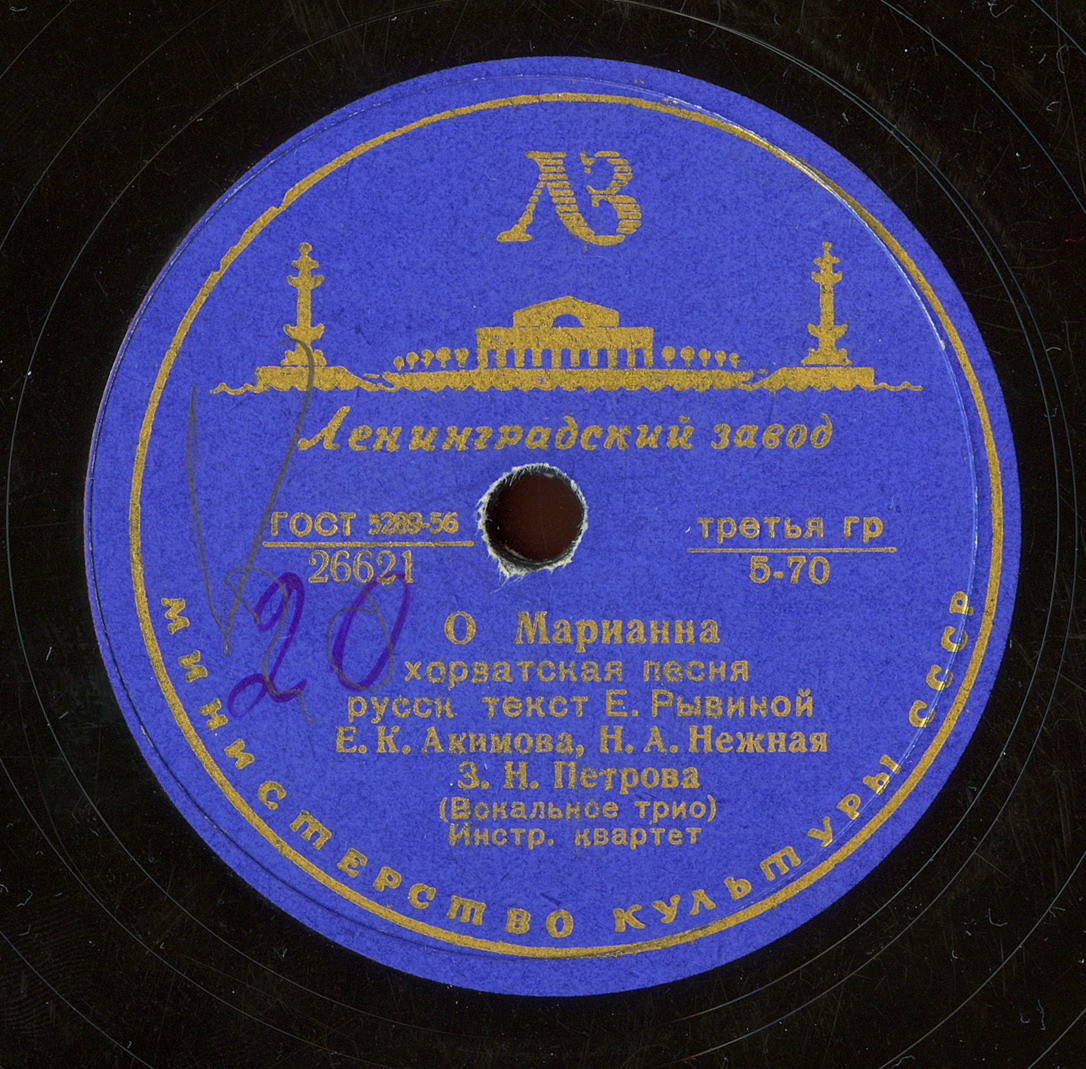 ЛЗ
Ленинградский завод
ГОСТ 5289-56
26621
третья гр
5-70
20
О Марианна
хорватская песня
русск текст Е. Рывиной
Е. К. Акимова, Н. А. Нежная
З. Н. Петрова
(Вокальное трио)
Инстр. квартет
МИНИСТЕРСТВО КУЛЬТУРЫ СССР